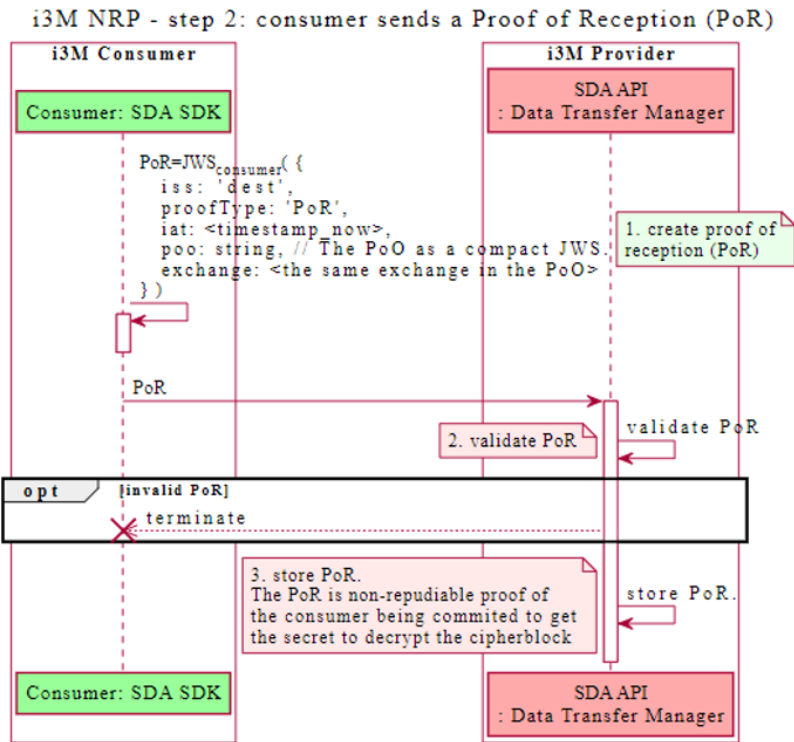 i3M NRP - step 2: consumer sends a Proof of Reception (PoR)
i3M Consumer
i3M Provider
Consumer: SDA SDK
SDA API
: Data Transfer Manager
PoR=JWSconsumer( {
iss: 'dest',
proofType: 'PoR',
iat: <timestamp_now>,
poo: string, // The PoO as a compact JWS.
exchange: <the same exchange in the PoO>
} )
1. create proof of
reception (PoR)
PoR
2. validate PoR
validate PoR
opt
[invalid PoR]
terminate
3. store PoR.
The PoR is non-repudiable proof of
the consumer being commited to get
the secret to decrypt the cipherblock
store PoR.
Consumer: SDA SDK
SDA API
: Data Transfer Manager